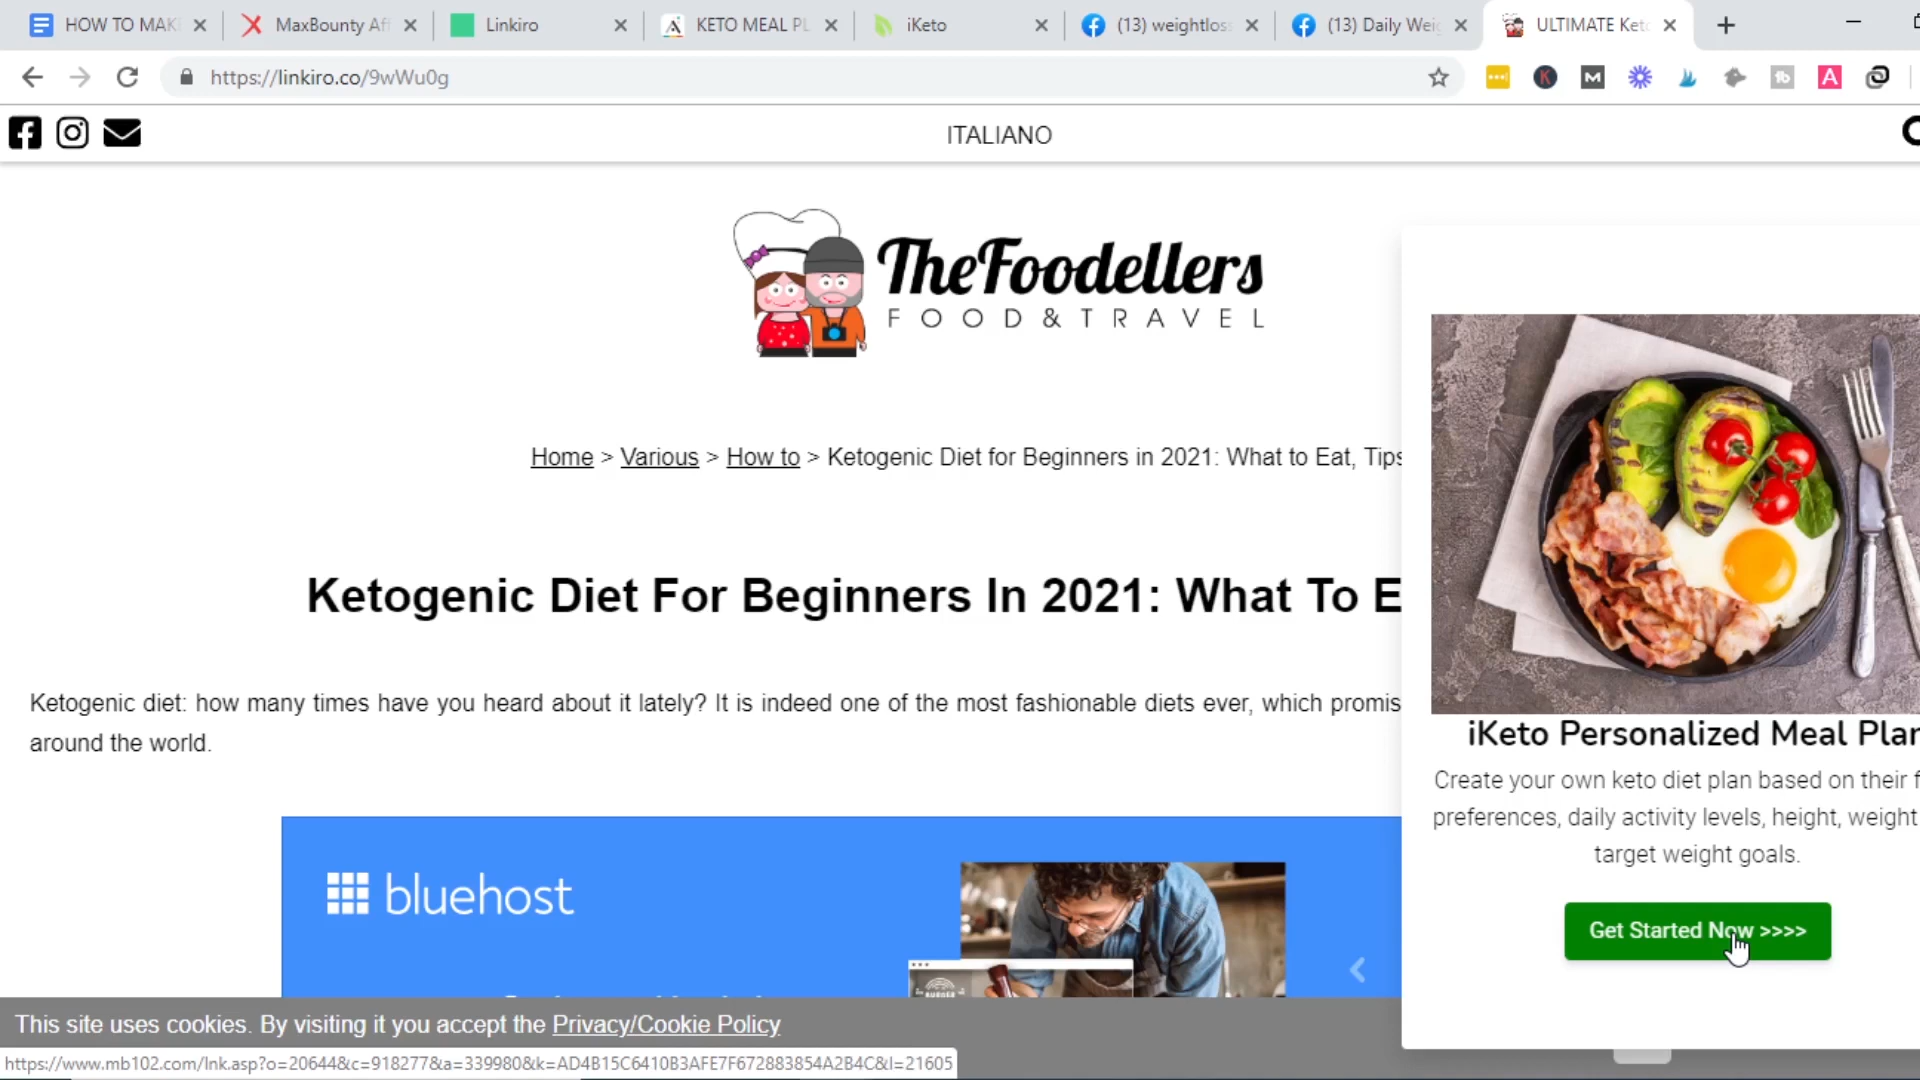 HOW TO MAK
MaxBounty Aff
Linkiro
KETO MEAL PL
iKeto
(13) weightloss
(13) Daily Weig
ULTIMATE Keto
https://linkiro.co/9wWu0g
ITALIANO
TheFoodellers
FOOD & TRAVEL
Home > Various > How to > Ketogenic Diet for Beginners in 2021: What to Eat, Tips
Ketogenic Diet For Beginners In 2021: What To E
Ketogenic diet: how many times have you heard about it lately? It is indeed one of the most fashionable diets ever, which promis
around the world.
bluehost
BURGER
iKeto Personalized Meal Plan
Create your own keto diet plan based on their f
preferences, daily activity levels, height, weight
target weight goals.
Get Started Now >>>>
This site uses cookies. By visiting it you accept the Privacy/Cookie Policy
https://www.mb102.com/lnk.asp?o=20644&c=918277&a=339980&k=AD4B15C6410B3AFE7F672883854A2B4C&l=21605